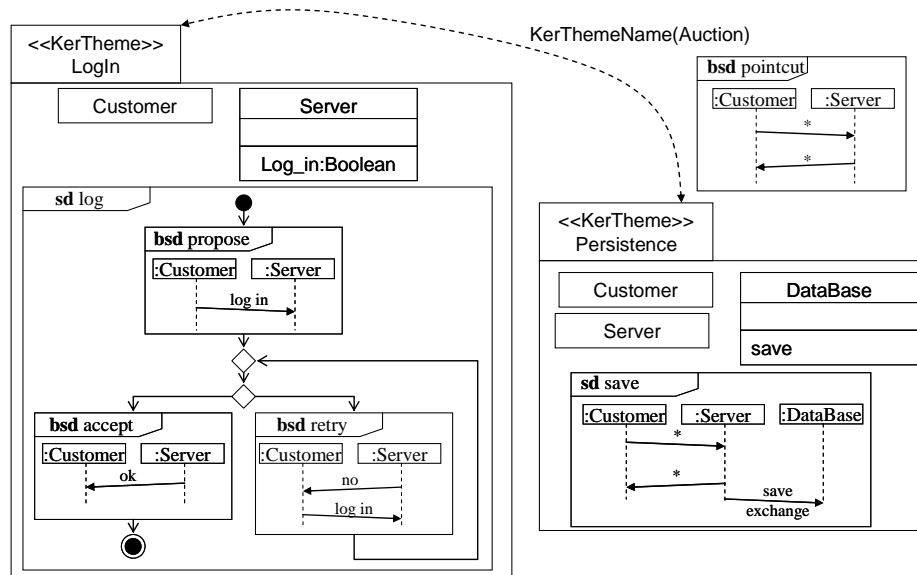 <<KerTheme>>
LogIn
Customer
Server
Log_in:Boolean
sd log
bsd propose
:Customer
:Server
log in
bsd accept
:Customer
:Server
ok
bsd retry
:Customer
:Server
no
log in
KerThemeName(Auction)
bsd pointcut
:Customer
:Server
*
*
<<KerTheme>>
Persistence
Customer
Server
DataBase
save
sd save
:Customer
:Server
:DataBase
*
*
save
exchange